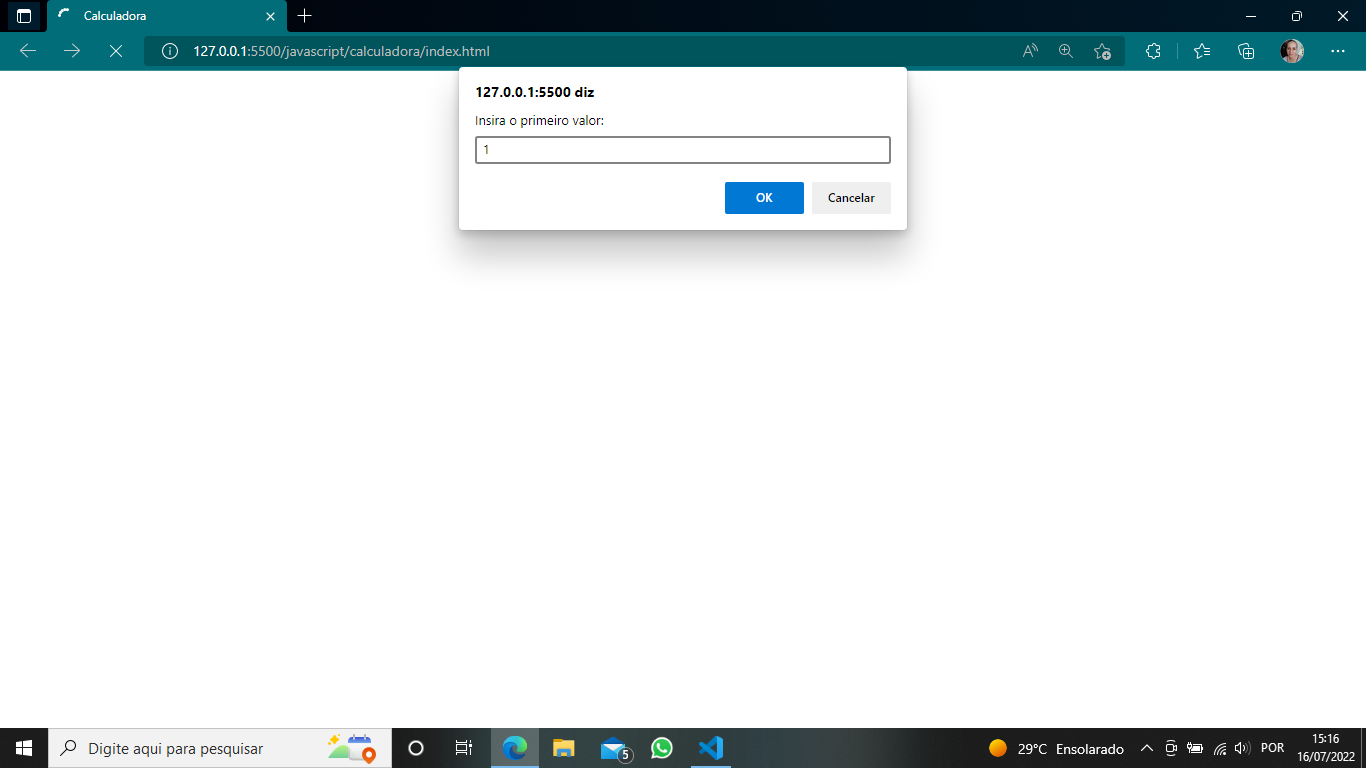 Calculadora
127.0.0.1:5500/javascript/calculadora/index.html
127.0.0.1:5500 diz
Insira o primeiro valor:
1
OK Cancelar
Digite aqui para pesquisar
5
29°C Ensolarado
POR
15:16
16/07/2022